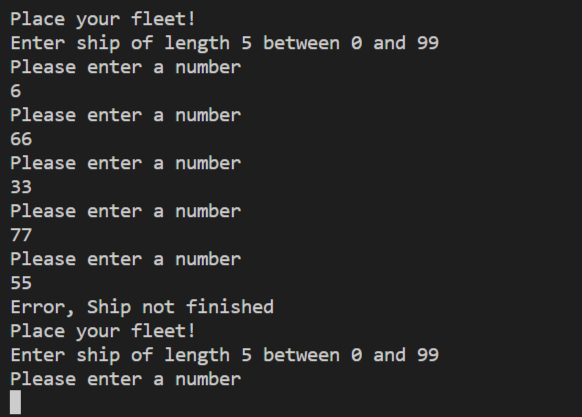 Place your fleet!
Enter ship of length 5 between 0 and 99
Please enter a number
6
Please enter a number
66
Please enter a number
33
Please enter a number
77
Please enter a number
55
Error, Ship not finished
Place your fleet!
Enter ship of length 5 between 0 and 99
Please enter a number